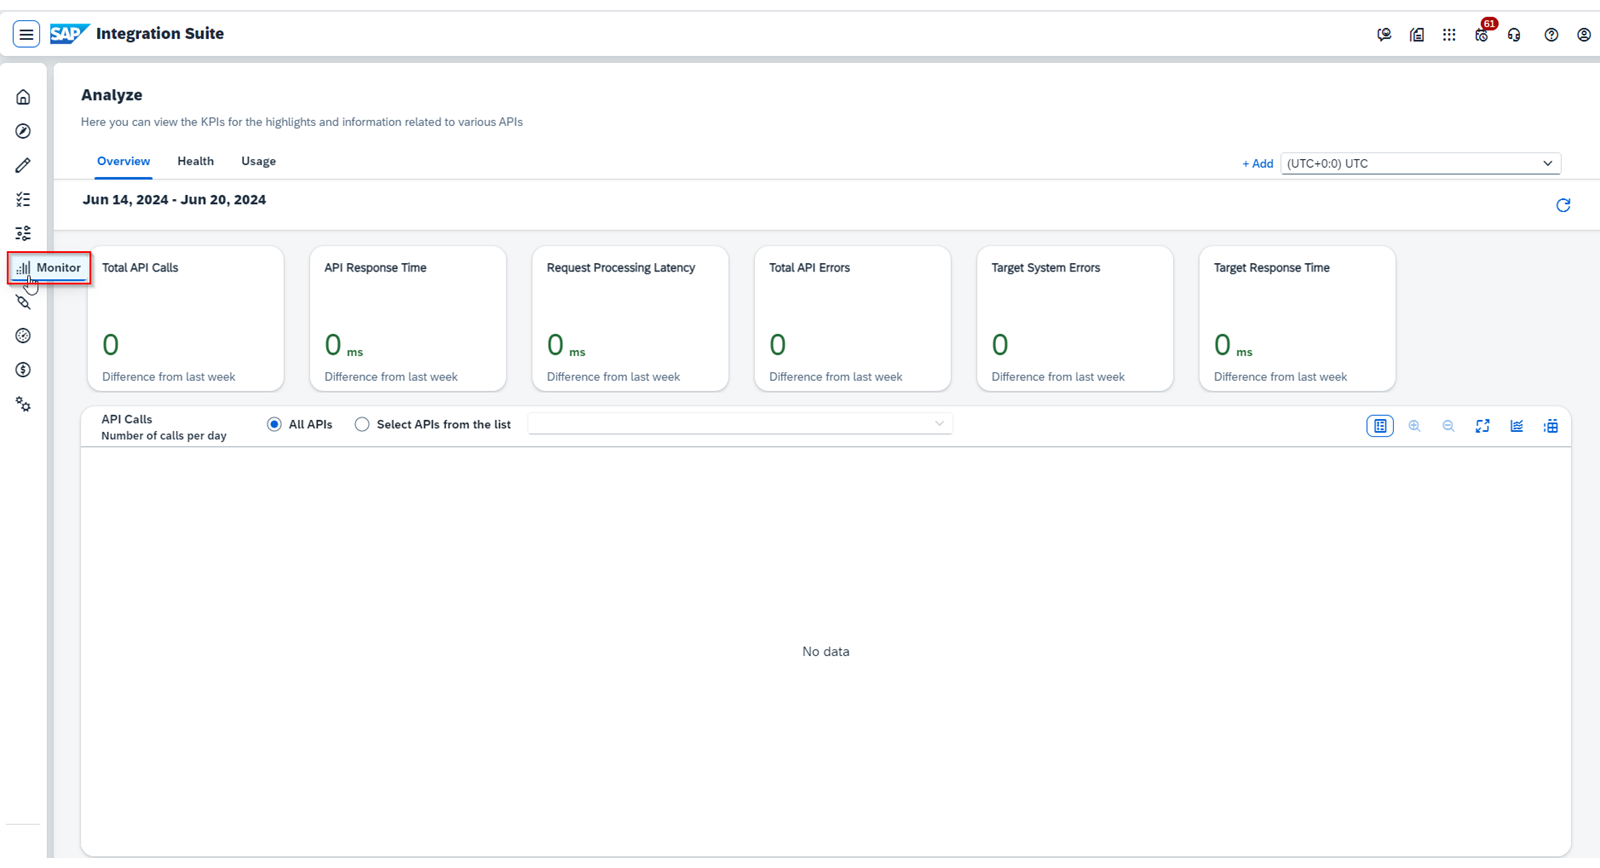 SAP Integration Suite
61
Analyze
Here you can view the KPIs for the highlights and information related to various APIs
Overview Health Usage
+ Add (UTC+0:0) UTC
Jun 14, 2024 - Jun 20, 2024
Monitor
Total API Calls
0
Difference from last week
API Response Time
0 ms
Difference from last week
Request Processing Latency
0 ms
Difference from last week
Total API Errors
0
Difference from last week
Target System Errors
0
Difference from last week
Target Response Time
0 ms
Difference from last week
API Calls
Number of calls per day
All APIs Select APIs from the list
No data